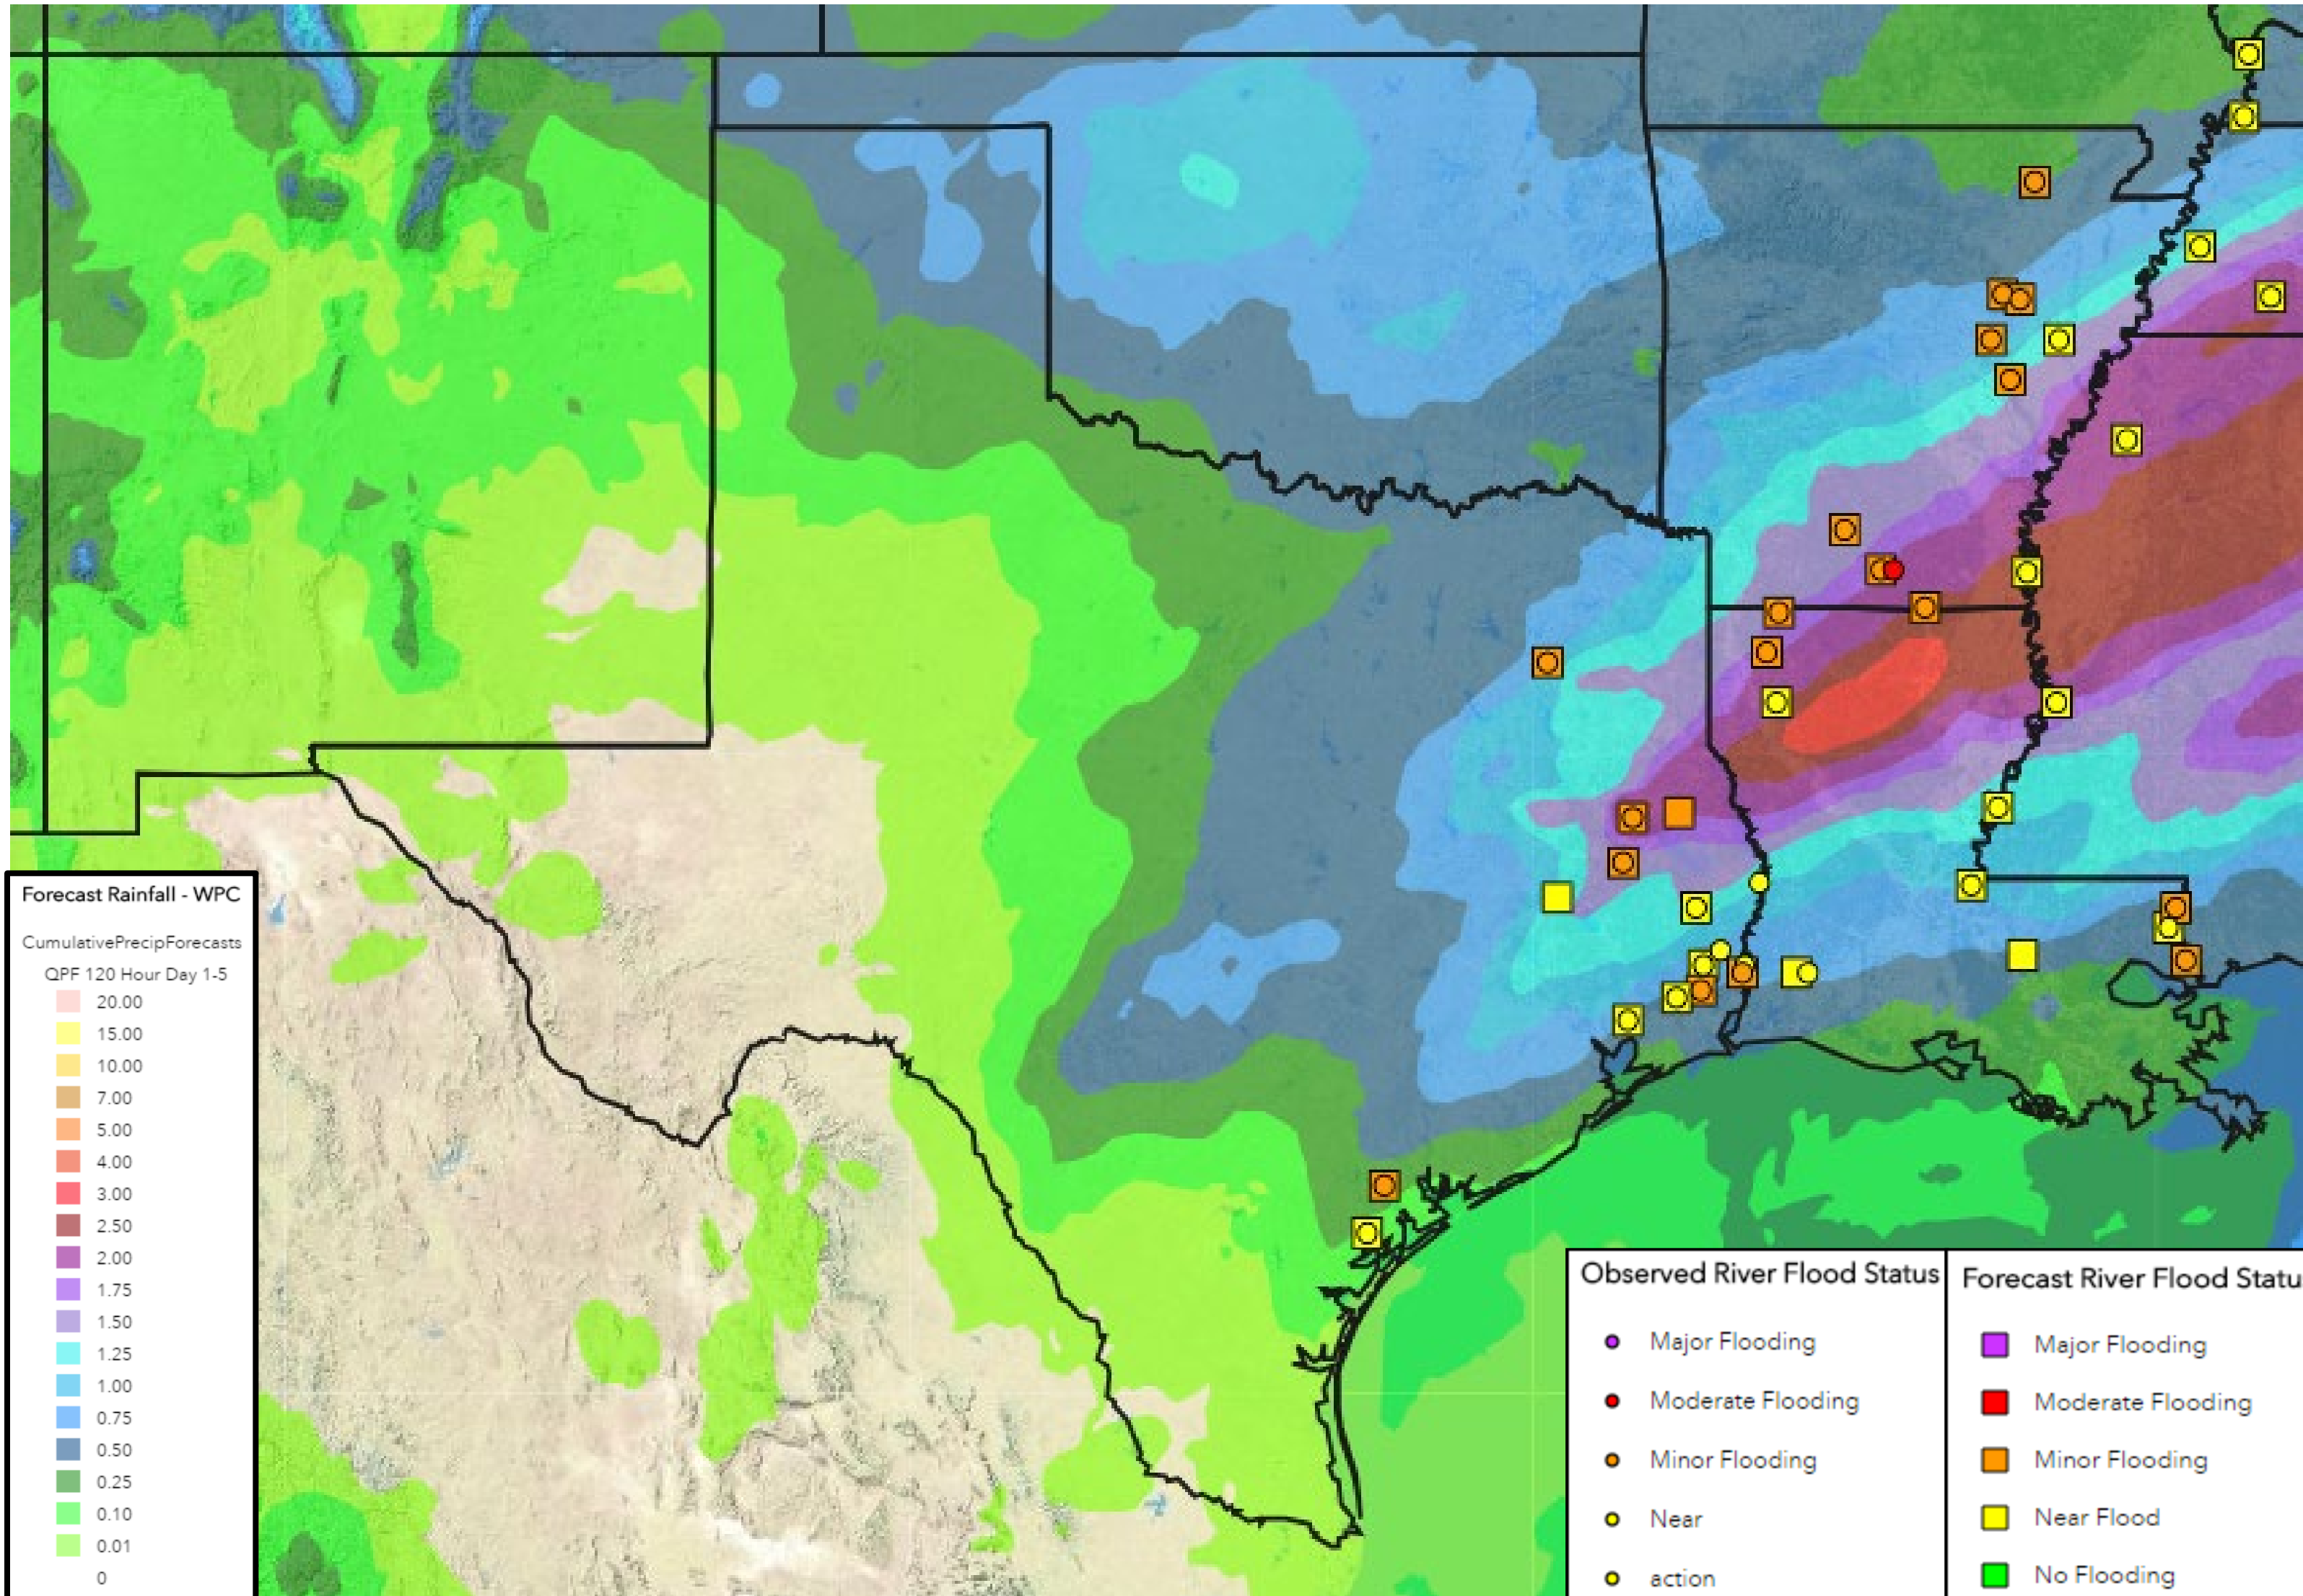 Forecast Rainfall - WPC
CumulativePrecipForecasts
QPF 120 Hour Day 1-5
20.00
15.00
10.00
7.00
5.00
4.00
3.00
2.50
2.00
1.75
1.50
1.25
1.00
0.75
0.50
0.25
0.10
0.01
0
Observed River Flood Status
Major Flooding
Moderate Flooding
Minor Flooding
Near
action
Forecast River Flood Statu
Major Flooding
Moderate Flooding
Minor Flooding
Near Flood
No Flooding